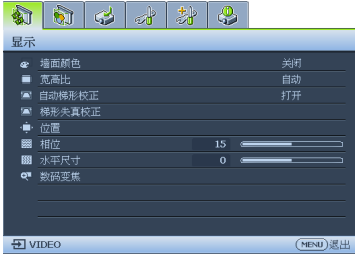 显示
墙面颜色 关闭
宽高比 自动
自动梯形校正 打开
梯形失真校正
位置
相位 15
水平尺寸 0
数码变焦
VIDEO MENU 退出